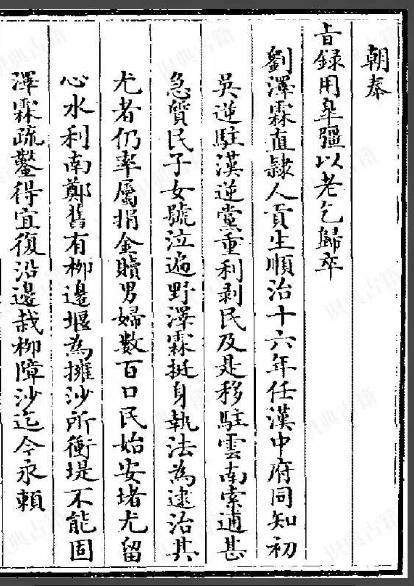 朝奉
旨録用卓彊以老乞歸卒
劉澤霖直隸人貢生順治十六年任漢中府同知初
吳逆駐漢逆黨重利剥民及是移駐雲南索逋甚
急質民子女號泣遍野澤霖挺身執法為逮治其
尤者仍率屬捐金贖男婦數百口民始安堵尤留
心水利南鄭舊有柳邊堰為擁沙所衝堤不能固
澤霖疏鑿得宜復沿邊栽柳障沙迄今永賴